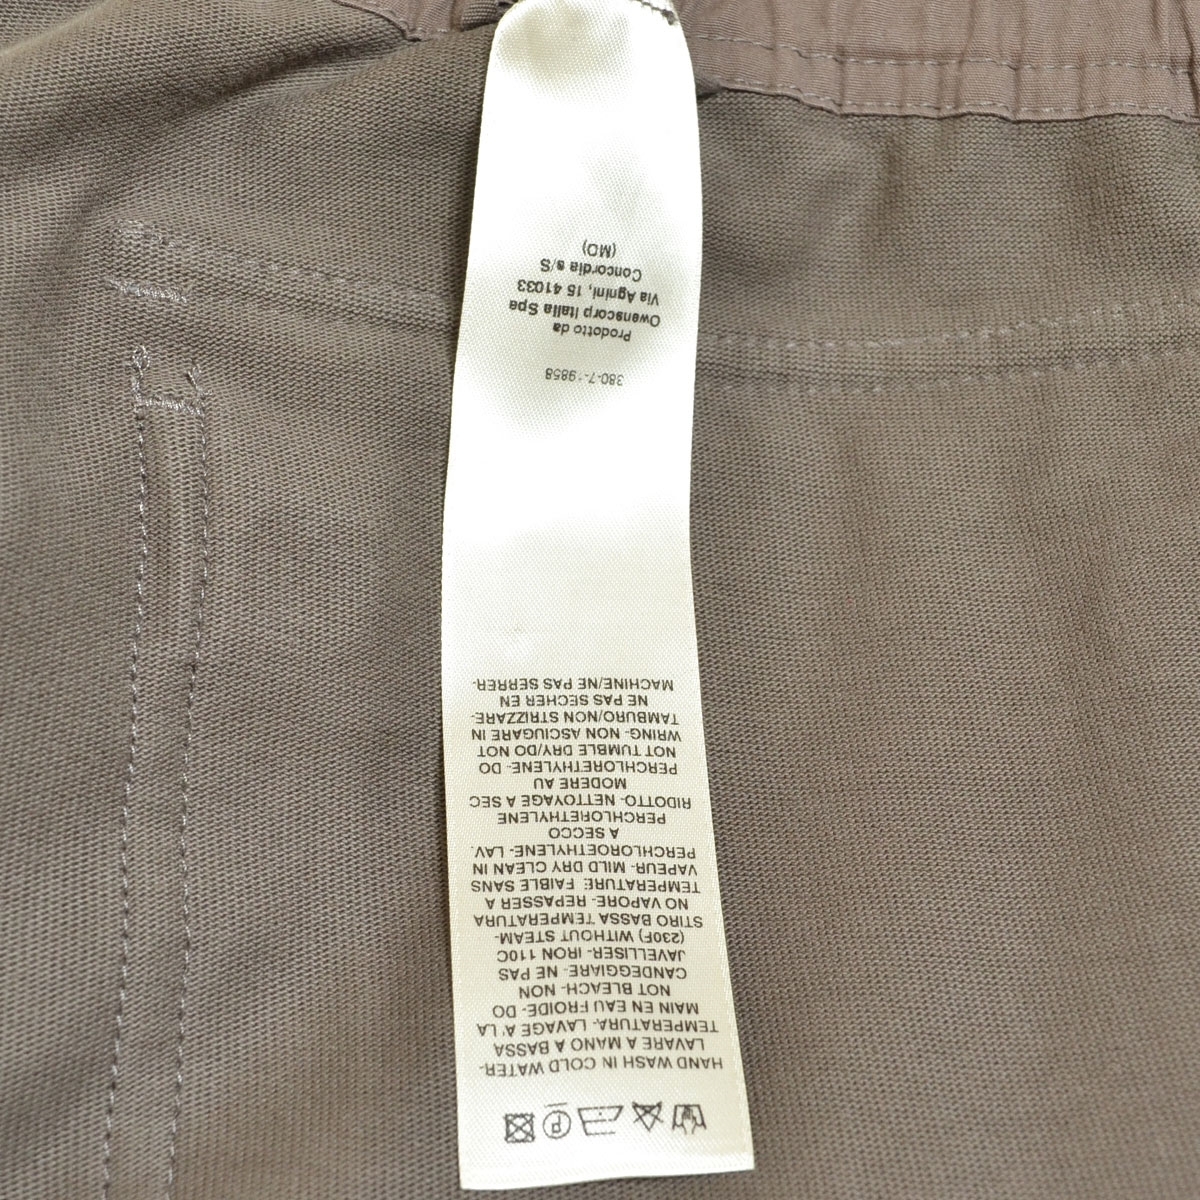 HAND WASH IN COLD WATER-
LAVARE A MANO A BASSA
TEMPERATURA- LAVAGE A LA
MAIN EN EAU FROIDE- DO
NOT BLEACH- NON
CANDEGGIARE- NE PAS
JAVELLISER- IRON 110C
(230F) WITHOUT STEAM-
STIRO BASSA TEMPERATURA
NO VAPORE- REPASSER A
TEMPERATURE FAIBLE SANS
VAPEUR- MILD DRY CLEAN IN
PERCHLOROETHYLENE- LAV.
A SECCO
PERCHLORETHYLENE
RIDOTTO- NETTOYAGE A SEC
MODERE AU
PERCHLORETHYLENE- DO
NOT TUMBLE DRY/DO NOT
WRING- NON ASCIUGARE IN
TAMBURO/NON STRIZZARE-
NE PAS SECHER EN
MACHINE/NE PAS SERRER-
380-7- 9858
Prodotto da
Owenscorp Italia Spa
Via Agnini, 15 41033
Concordia s/S
(MO)